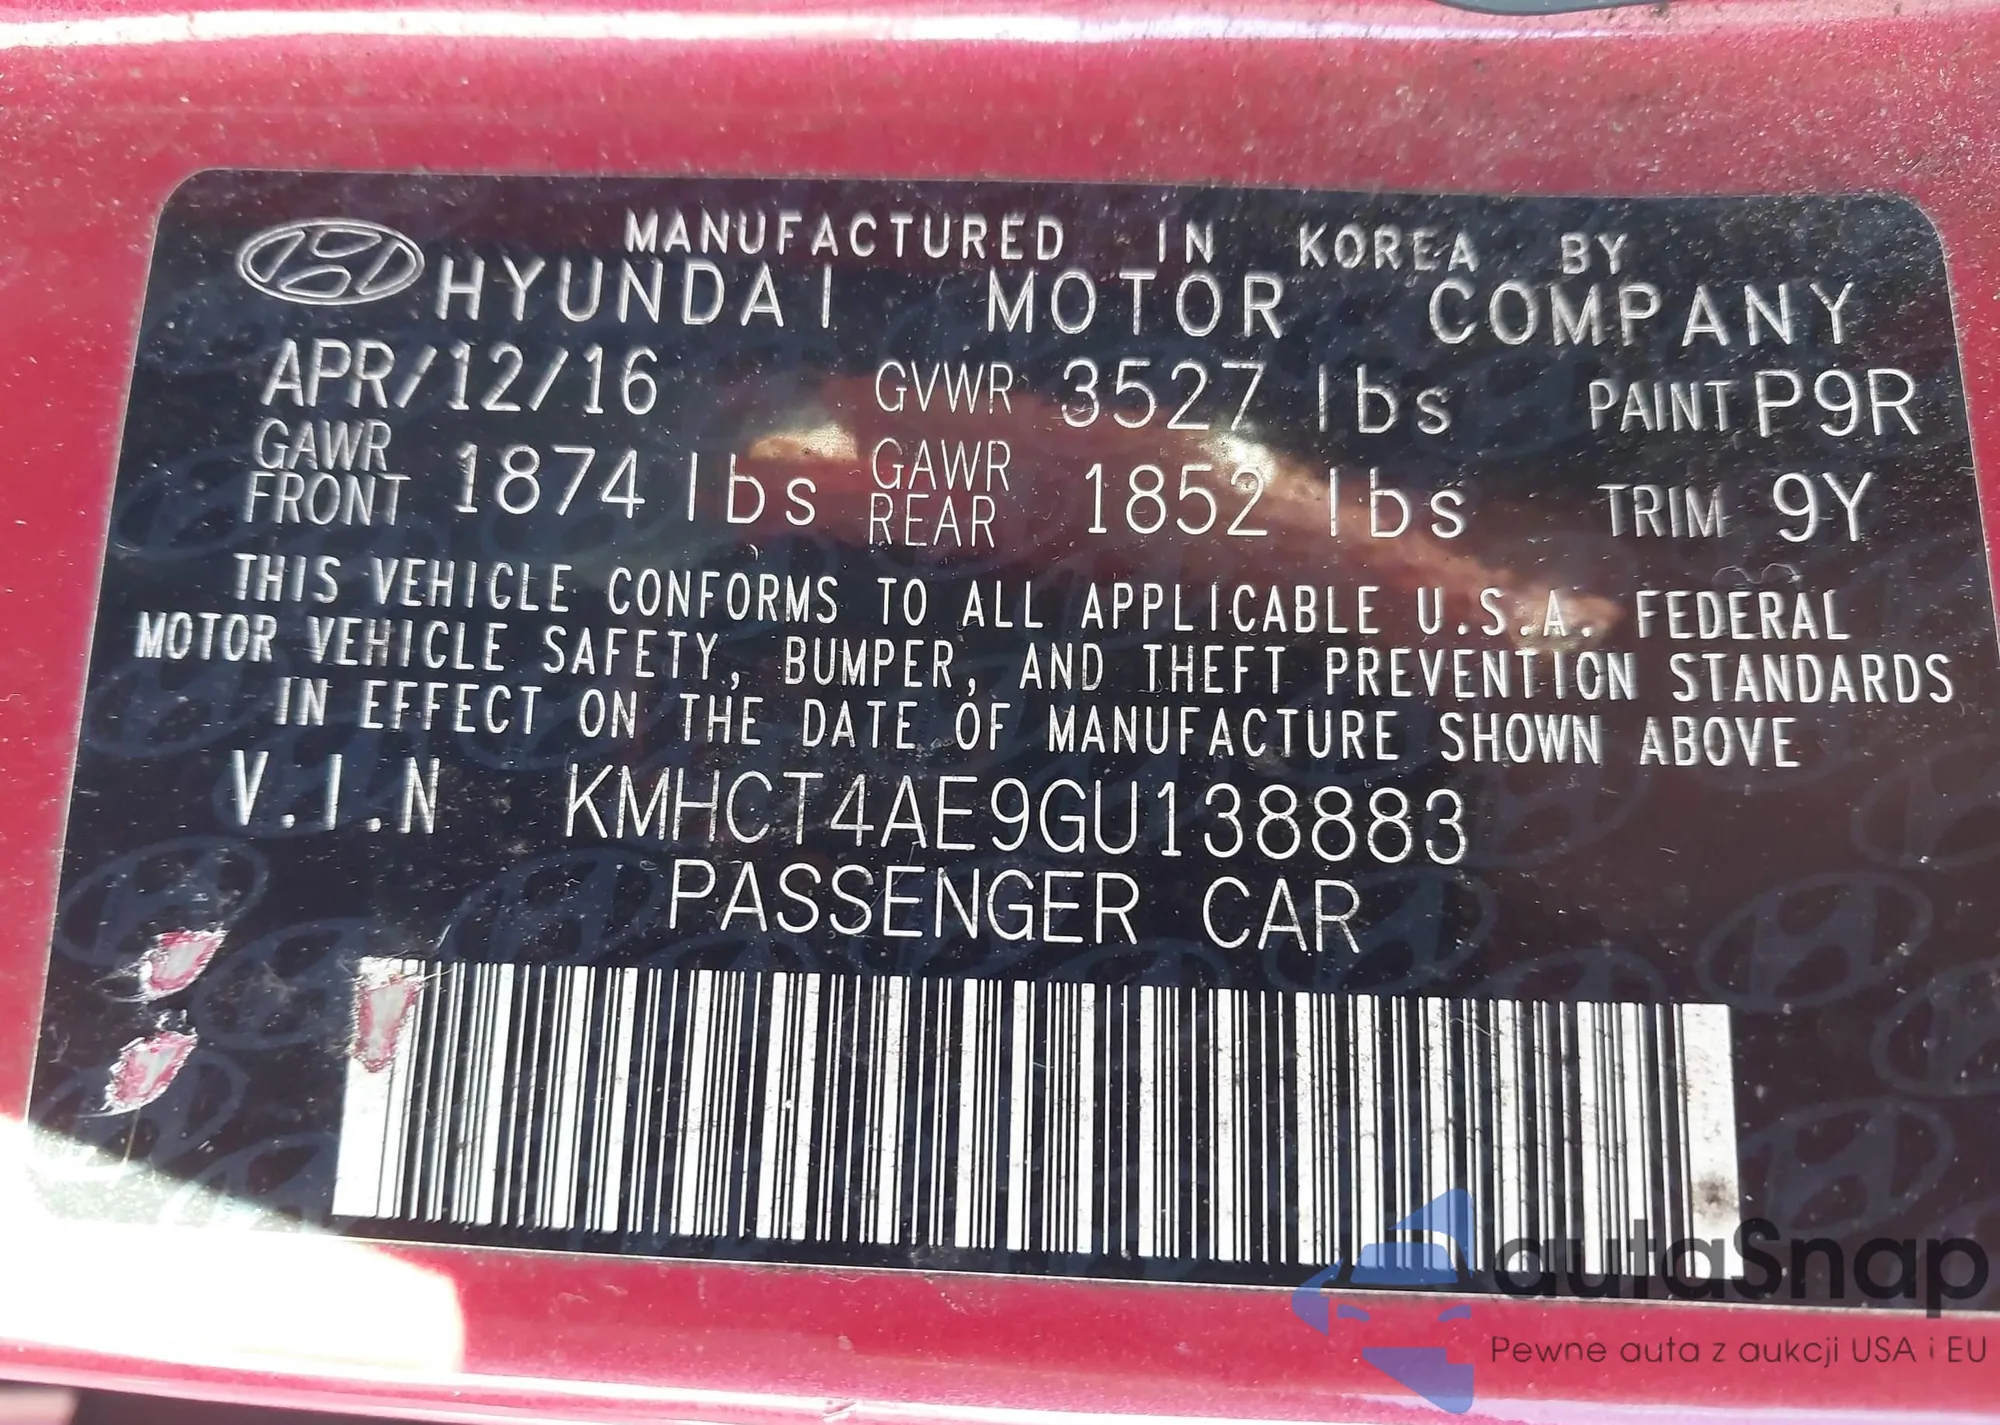 MANUFACTURED IN KOREA BY
HYUNDAI MOTOR COMPANY
APR/12/16 GVWR 3527 lbs PAINT P9R
GAWR FRONT 1874 lbs GAWR REAR 1852 lbs TRIM 9Y
THIS VEHICLE CONFORMS TO ALL APPLICABLE U.S.A. FEDERAL
MOTOR VEHICLE SAFETY, BUMPER, AND THEFT PREVENTION STANDARDS
IN EFFECT ON THE DATE OF MANUFACTURE SHOWN ABOVE
V.I.N KMHCT4AE9GU138883
PASSENGER CAR
autaSnap
Pewne auta z aukcji USA i EU